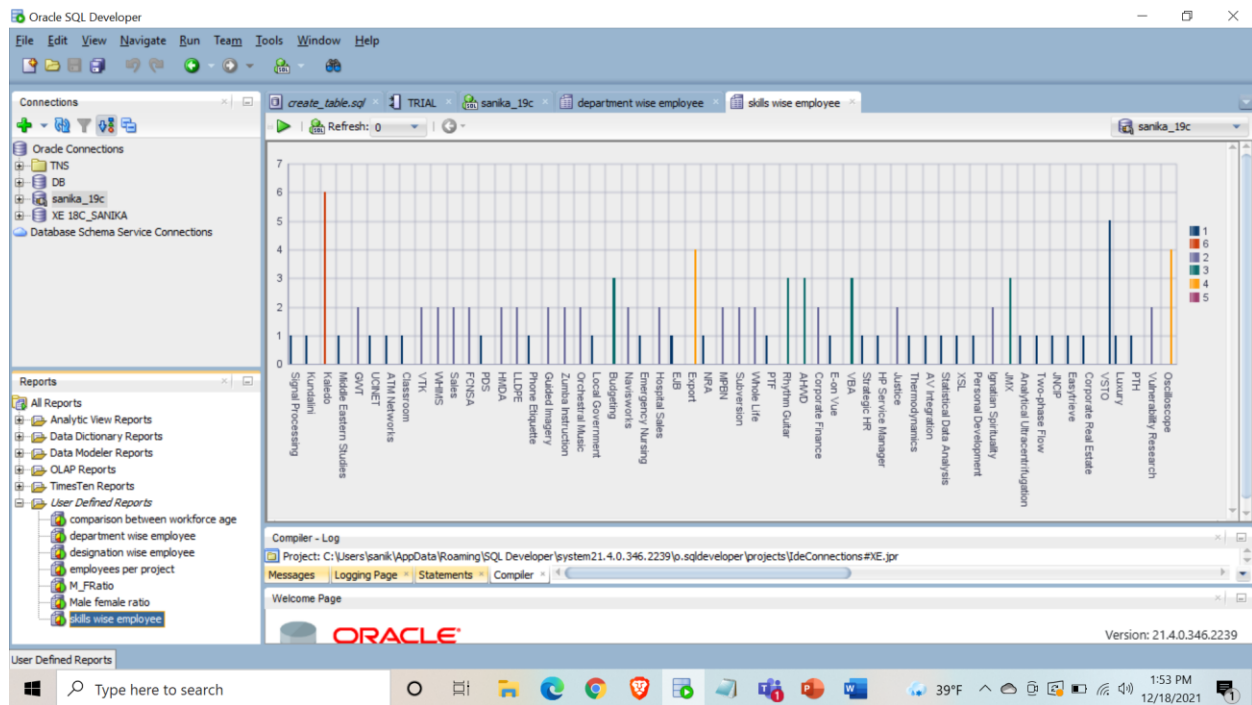 Oracle SQL Developer
File Edit View Navigate Run Team Tools Window Help
Connections
Oracle Connections
TNS
DB
sanika_19c
XE 18C_SANIKA
Database Schema Service Connections
Reports
All Reports
Analytic View Reports
Data Dictionary Reports
Data Modeler Reports
OLAP Reports
TimesTen Reports
User Defined Reports
comparison between workforce age
department wise employee
designation wise employee
employees per project
M_FRatio
Male female ratio
skills wise employee
create_table.sql TRIAL sanika_19c department wise employee skills wise employee
Refresh: 0 sanika_19c
7
6
5
4
3
2
1
0
Signal Processing
Kundalini
Kaledo
Middle Eastern Studies
GWT
UCINET
ATM Networks
Classroom
VTK
WHMIS
Sales
FCNSA
PDS
HMDA
LLDPE
Phone Etiquette
Guided Imagery
Zumba Instruction
Orchestral Music
Local Government
Budgeting
Navisworks
Emergency Nursing
Hospital Sales
EJB
Export
NRA
MPBN
Subversion
Whole Life
PTF
Rhythm Guitar
AHWD
Corporate Finance
E-on Vue
VBA
Strategic HR
HP Service Manager
Justice
Thermodynamics
AV Integration
Statistical Data Analysis
XSL
Personal Development
Ignatian Spirituality
JMX
Analytical Ultracentrifugation
Two-phase Flow
JNCIP
Easytrieve
Corporate Real Estate
VSTO
Luxury
PTH
Vulnerability Research
Oscilloscope
1
6
2
3
4
5
Compiler - Log
Project: C:\Users\sanik\AppData\Roaming\SQL Developer\system21.4.0.346.2239\o.sqldeveloper\projects\IdeConnections#XE.jpr
Messages Logging Page Statements Compiler
Welcome Page
ORACLE
Version: 21.4.0.346.2239
User Defined Reports
Type here to search
39°F
1:53 PM
12/18/2021